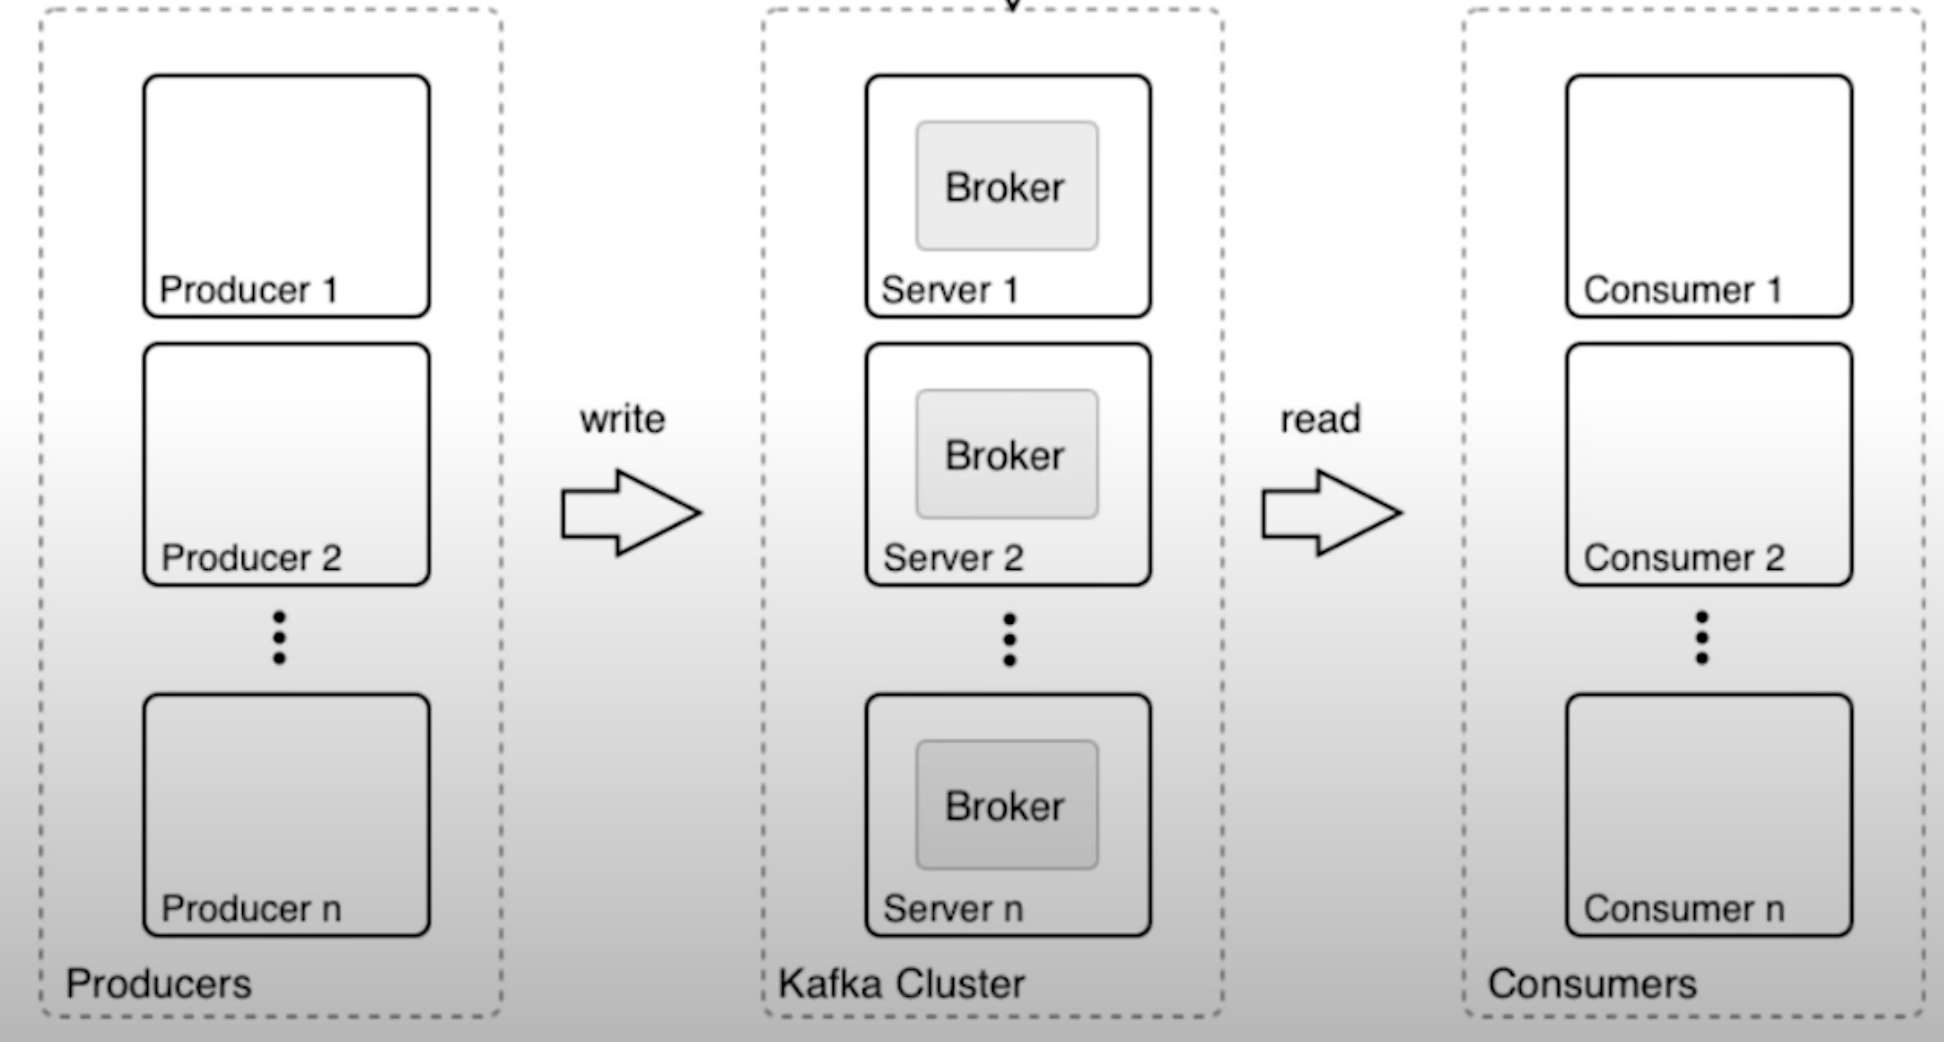 Producer 1
Producer 2
Producer n
Producers
write
Broker
Server 1
Broker
Server 2
Broker
Server n
Kafka Cluster
read
Consumer 1
Consumer 2
Consumer n
Consumers